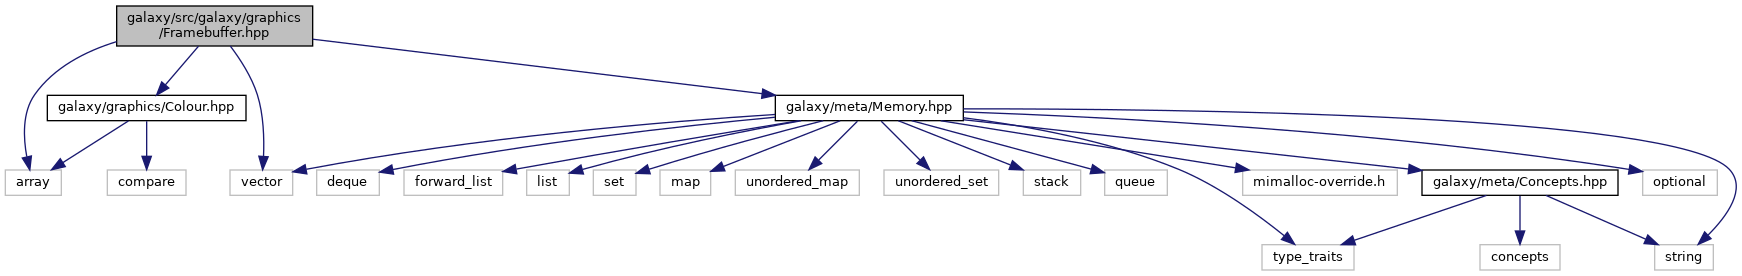 galaxy/src/galaxy/graphics
/Framebuffer.hpp
galaxy/graphics/Colour.hpp
galaxy/meta/Memory.hpp
array
compare
vector
deque
forward_list
list
set
map
unordered_map
unordered_set
stack
queue
mimalloc-override.h
galaxy/meta/Concepts.hpp
optional
type_traits
concepts
string